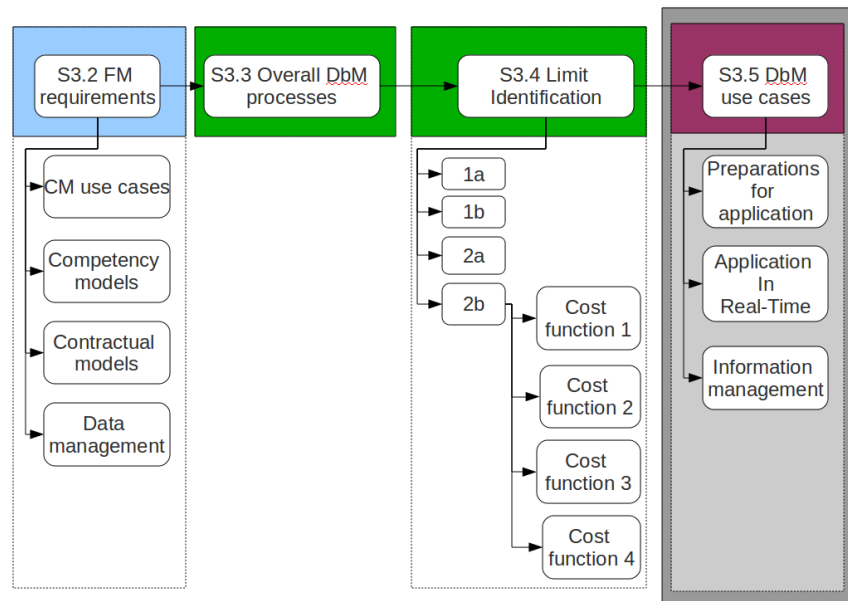 S3.2 FM
requirements
S3.3 Overall DbM
processes
S3.4 Limit
Identification
S3.5 DbM
use cases
CM use cases
Competency
models
Contractual
models
Data
management
1a
1b
2a
2b
Cost
function 1
Cost
function 2
Cost
function 3
Cost
function 4
Preparations
for
application
Application
In
Real-Time
Information
management